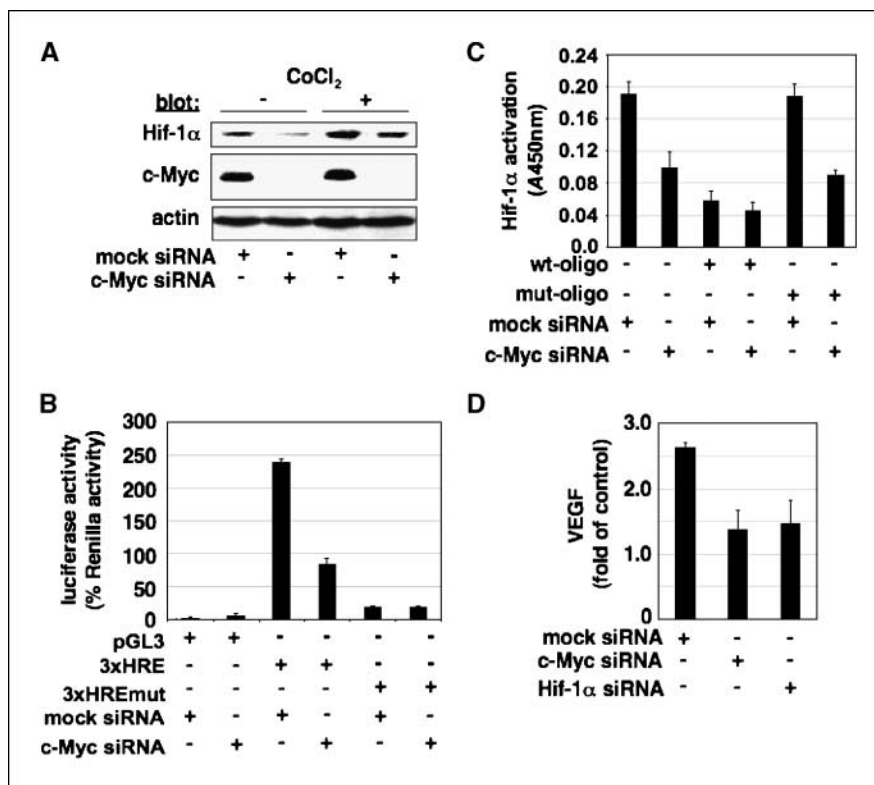 A
CoCl2
blot: - +
Hif-1α
c-Myc
actin
mock siRNA + - + -
c-Myc siRNA - + - +
B
luciferase activity
(% Renilla activity)
300
250
200
150
100
50
0
pGL3 + + - - - -
3xHRE - - + + - -
3xHREmut - - - - + +
mock siRNA + - + - + -
c-Myc siRNA - + - + - +
C
Hif-1α activation
(A450nm)
0.24
0.20
0.16
0.12
0.08
0.04
0.0
wt-oligo - - + + - -
mut-oligo - - - - + +
mock siRNA + - + - + -
c-Myc siRNA - + - + - +
D
VEGF
(fold of control)
3.0
2.0
1.0
.0
mock siRNA + - -
c-Myc siRNA - + -
Hif-1α siRNA - - +